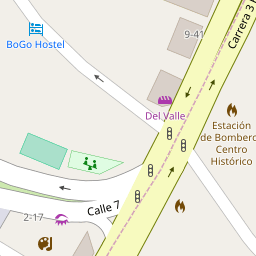 9-41
Carrera 3
BoGo Hostel
Del Valle
Estación
de Bombero
Centro
Histórico
Calle 7
2-17